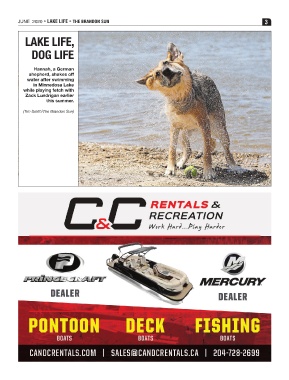 JUNE 2020 • LAKE LIFE • THE BRANDON SUN
3
LAKE LIFE,
DOG LIFE
Hannah, a German
shepherd, shakes off
water after swimming
in Minnedosa Lake
while playing fetch with
Zack Lundrigan earlier
this summer.
(Tim Smith/The Brandon Sun)
C&C
RENTALS &
RECREATION
Work Hard...Play Harder
PRINCECRAFT
DEALER
MERCURY
DEALER
PONTOON
BOATS
DECK
BOATS
FISHING
BOATS
CANDCRENTALS.COM | SALES@CANDCRENTALS.CA | 204-728-2699